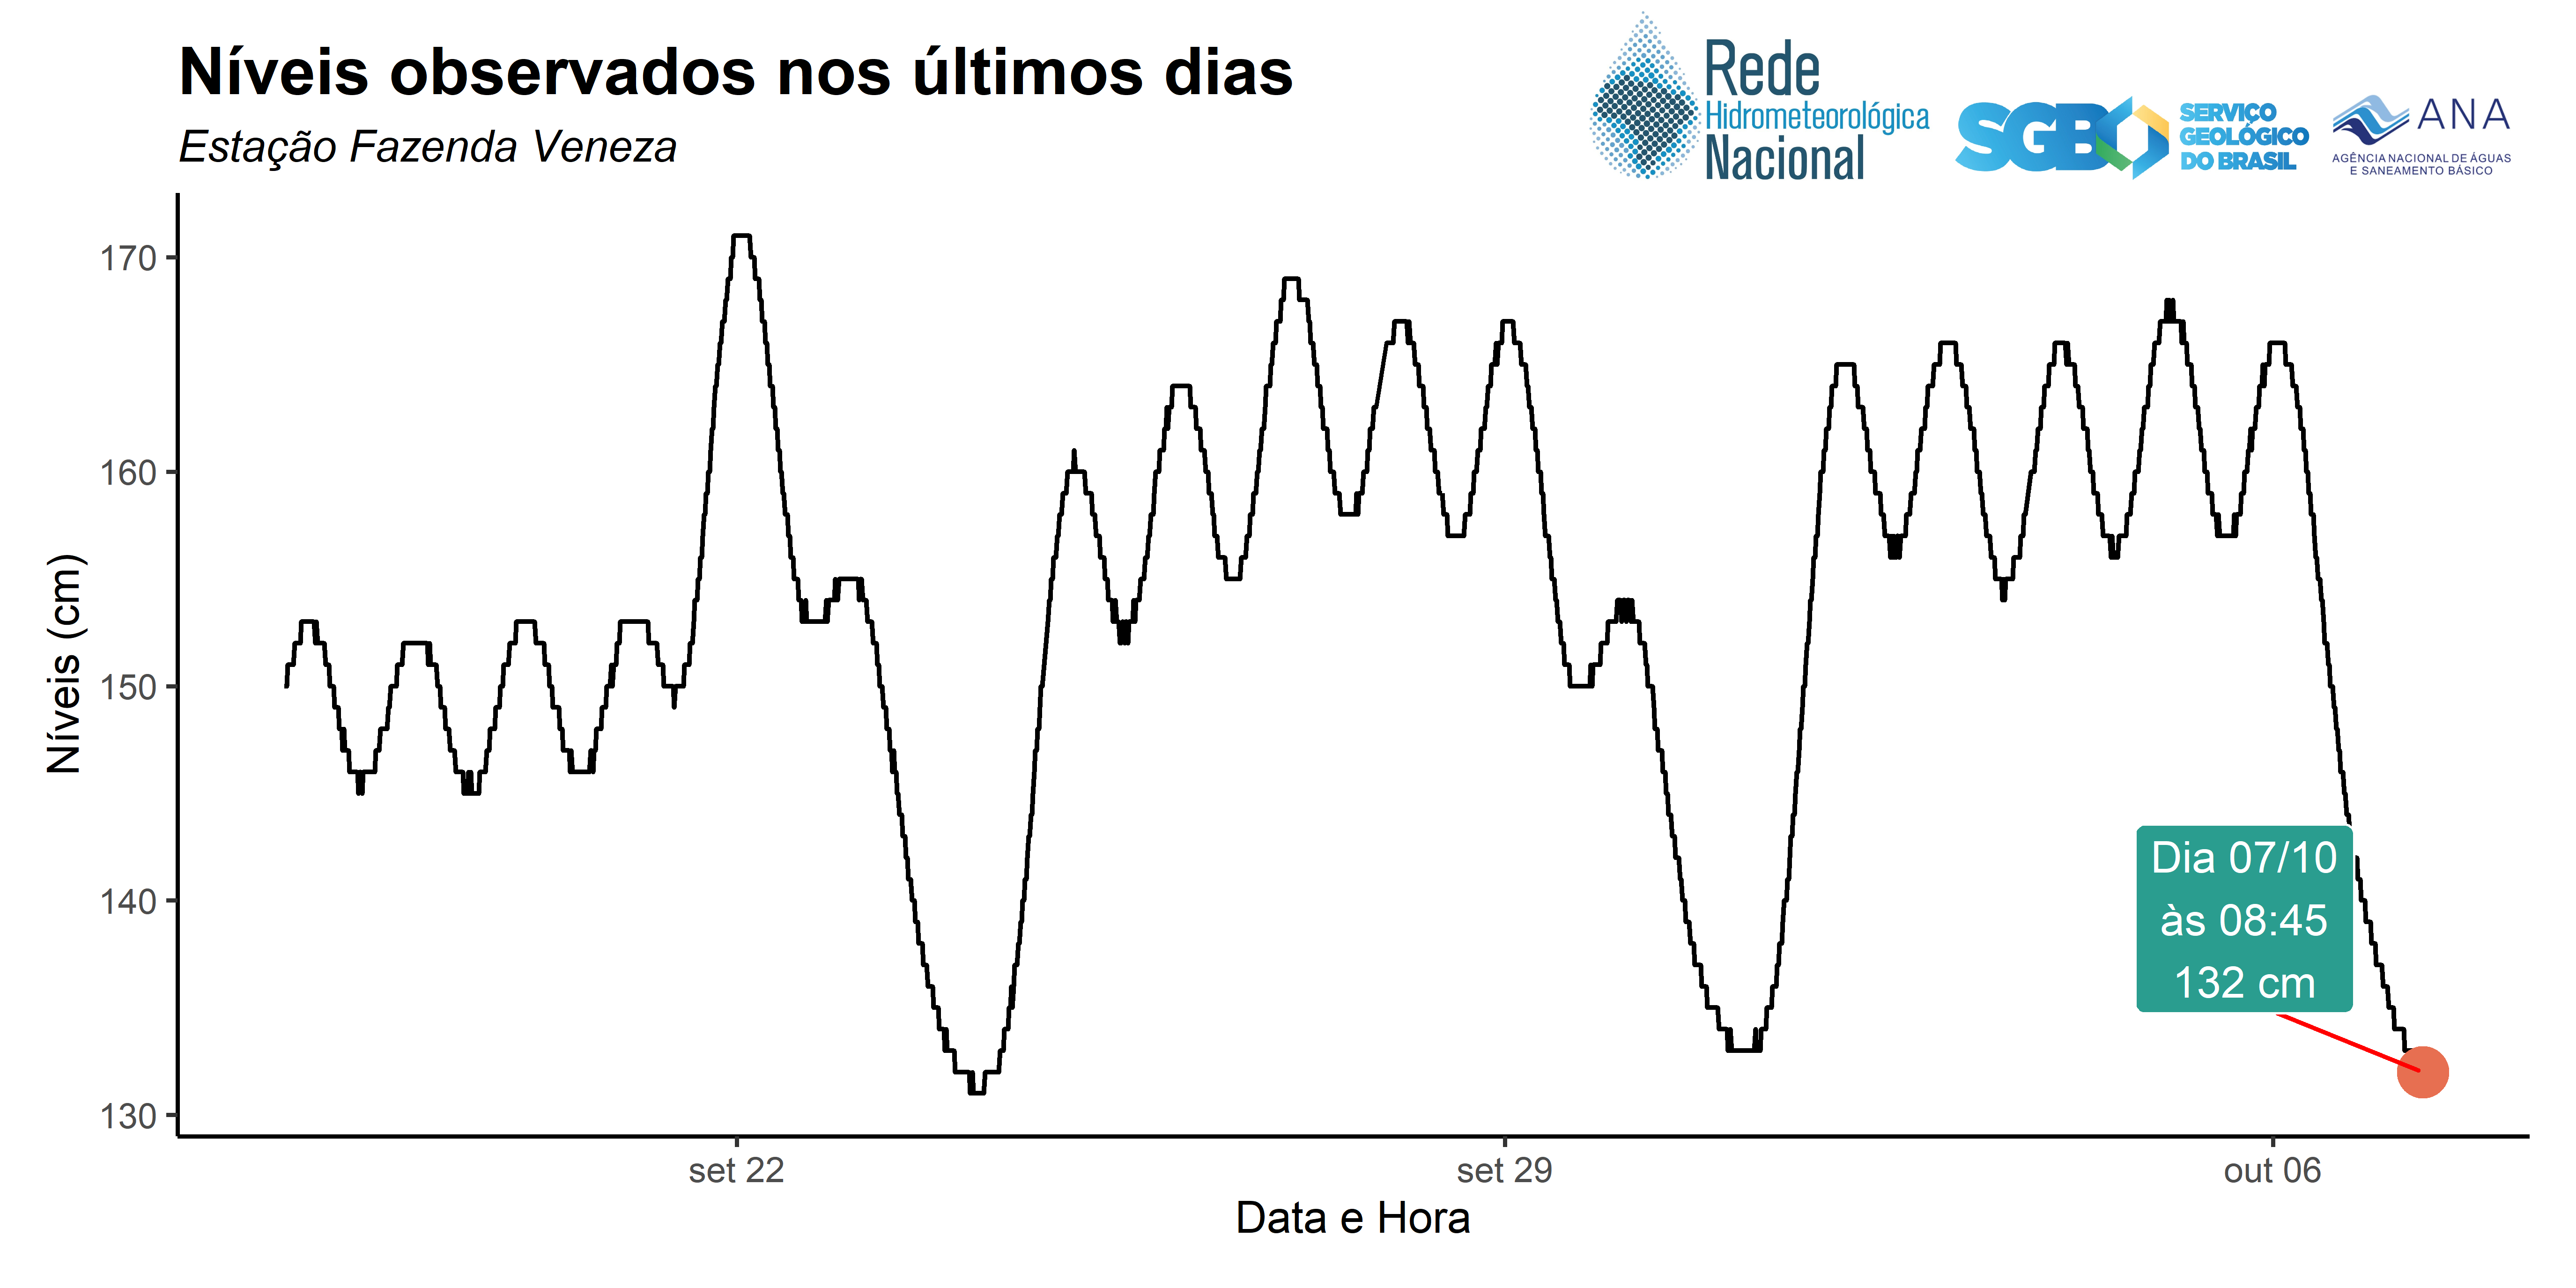 Níveis observados nos últimos dias
Estação Fazenda Veneza
Rede
Hidrometeorológica
Nacional
SGB
SERVIÇO
GEOLÓGICO
DO BRASIL
ANA
AGÊNCIA NACIONAL DE ÁGUAS
E SANEAMENTO BÁSICO
Níveis (cm)
170
160
150
140
130
Dia 07/10
às 08:45
132 cm
set 22
set 29
out 06
Data e Hora